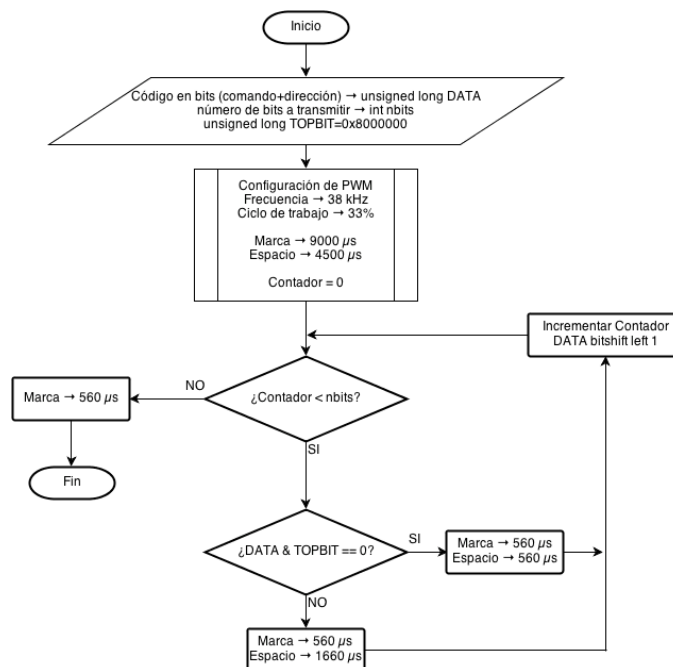 Inicio
Código en bits (comando+dirección) → unsigned long DATA
número de bits a transmitir → int nbits
unsigned long TOPBIT=0x8000000
Configuración de PWM
Frecuencia → 38 kHz
Ciclo de trabajo → 33%
Marca → 9000 µs
Espacio → 4500 µs
Contador = 0
Incrementar Contador
DATA bitshift left 1
¿Contador < nbits?
NO
Marca → 560 µs
Fin
SI
¿DATA & TOPBIT == 0?
SI
Marca → 560 µs
Espacio → 560 µs
NO
Marca → 560 µs
Espacio → 1660 µs